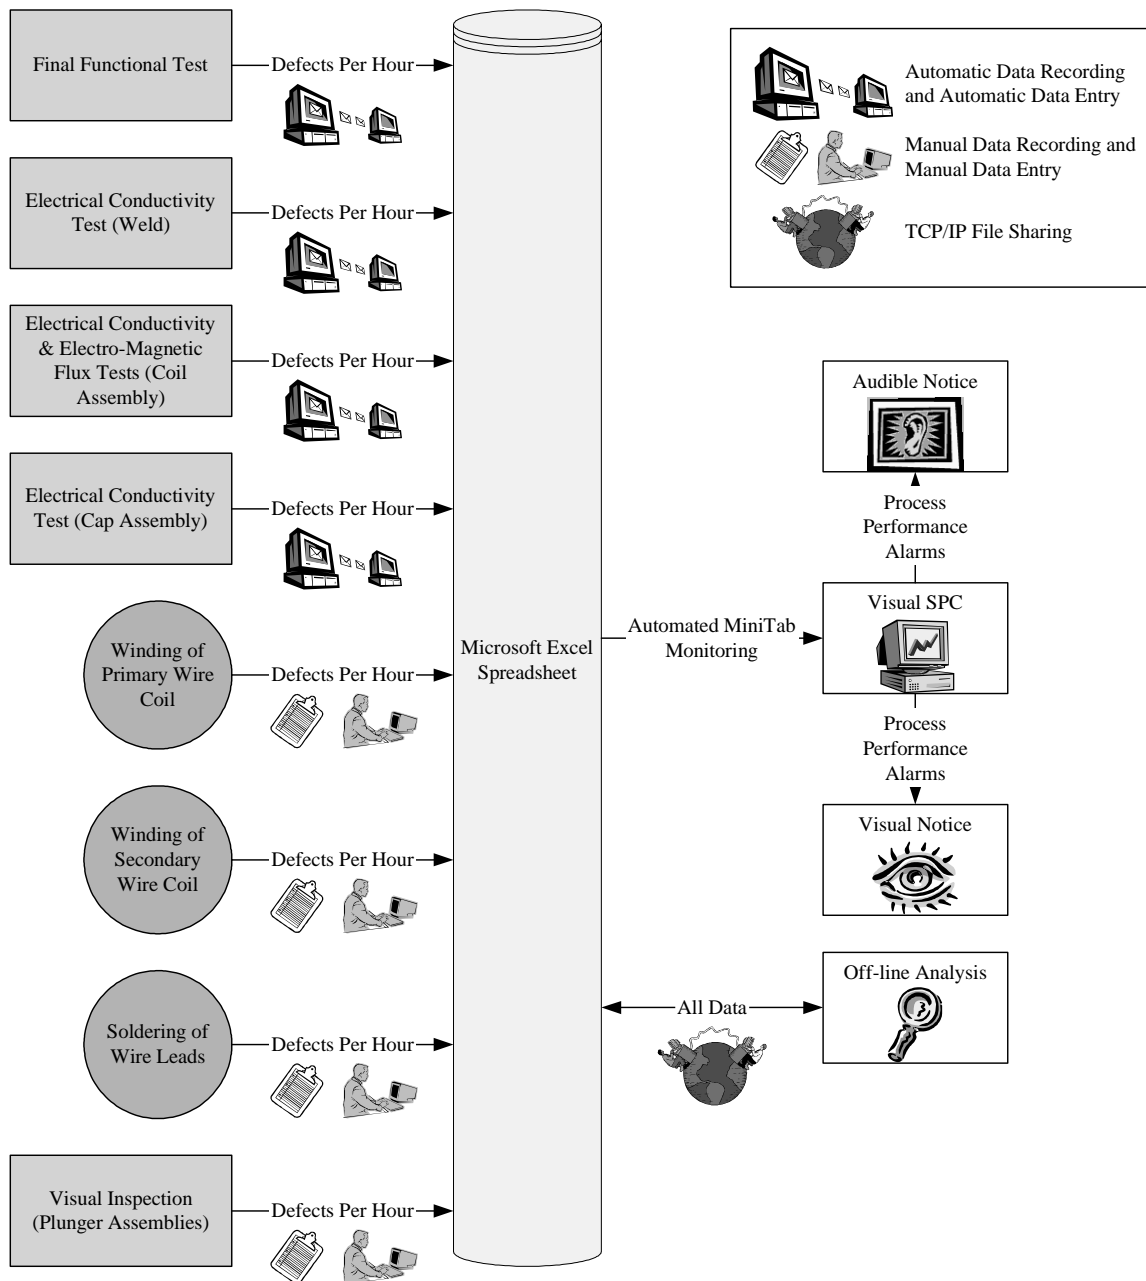 Final Functional Test
Defects Per Hour
Electrical Conductivity
Test (Weld)
Defects Per Hour
Electrical Conductivity
& Electro-Magnetic
Flux Tests (Coil
Assembly)
Defects Per Hour
Electrical Conductivity
Test (Cap Assembly)
Defects Per Hour
Winding of
Primary Wire
Coil
Defects Per Hour
Winding of
Secondary
Wire Coil
Defects Per Hour
Soldering of
Wire Leads
Defects Per Hour
Visual Inspection
(Plunger Assemblies)
Defects Per Hour
Microsoft Excel
Spreadsheet
Automatic Data Recording
and Automatic Data Entry
Manual Data Recording and
Manual Data Entry
TCP/IP File Sharing
Audible Notice
Process
Performance
Alarms
Automated MiniTab
Monitoring
Visual SPC
Process
Performance
Alarms
Visual Notice
All Data
Off-line Analysis